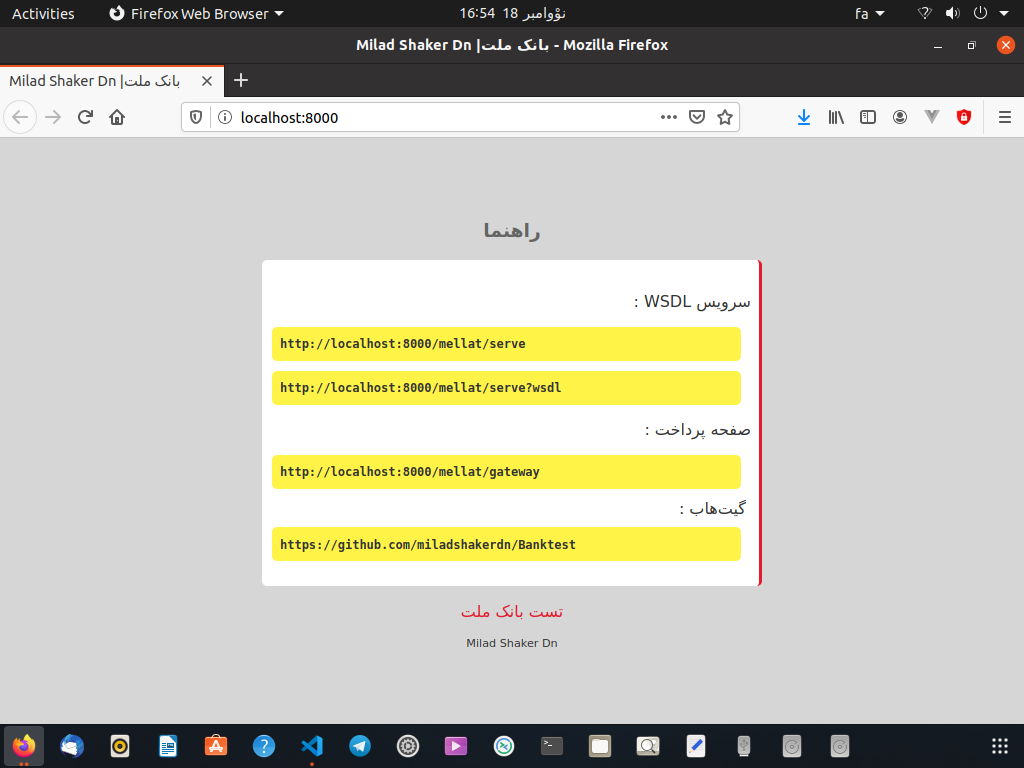 Activities
Firefox Web Browser
16:54 18 نؤوامبر
fa
Milad Shaker Dn |بانک ملت - Mozilla Firefox
Milad Shaker Dn |بانک ملت
localhost:8000
راهنما
سرویس WSDL :
http://localhost:8000/mellat/serve
http://localhost:8000/mellat/serve?wsdl
صفحه پرداخت :
http://localhost:8000/mellat/gateway
گیت‌هاب :
https://github.com/miladshakerdn/Banktest
تست بانک ملت
Milad Shaker Dn